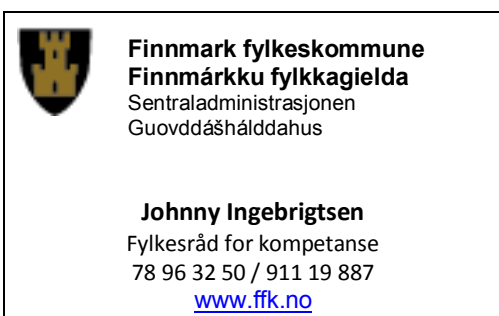 Finnmark fylkeskommune
Finnmárkku fylkkagielda
Sentraladministrasjonen
Guovddášhálddahus
Johnny Ingebrigtsen
Fylkesråd for kompetanse
78 96 32 50 / 911 19 887
www.ffk.no